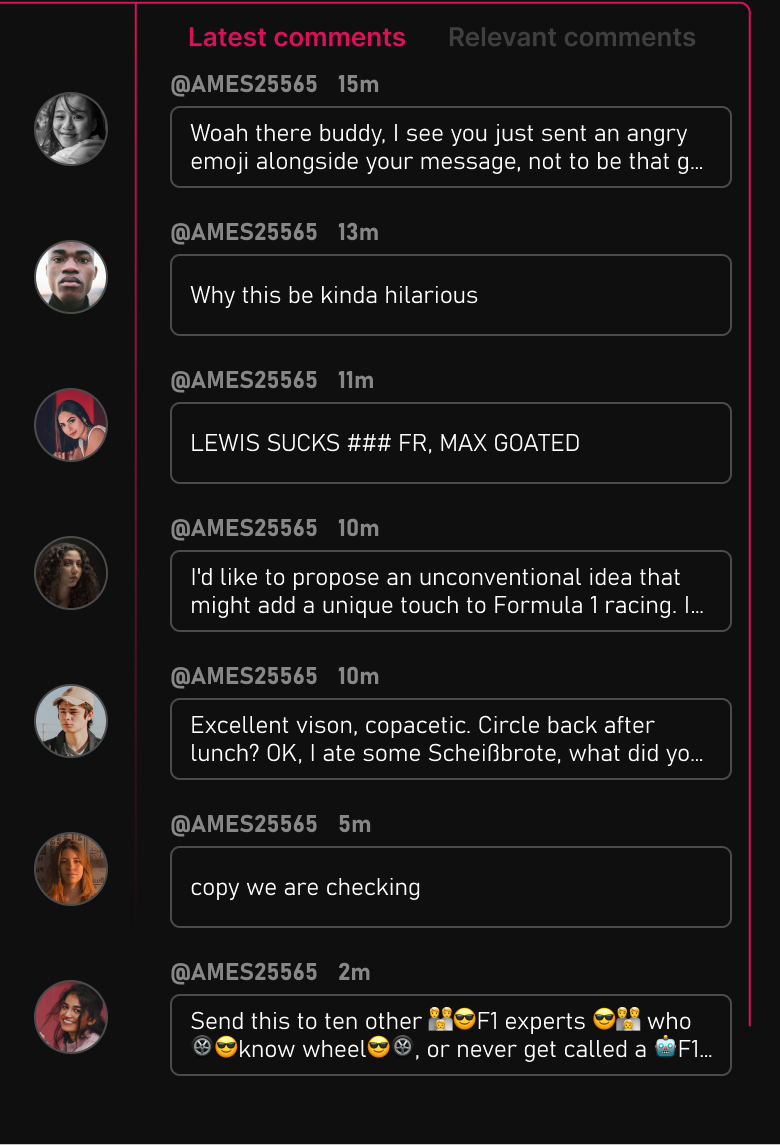 Latest comments Relevant comments
@AMES25565 15m
Woah there buddy, I see you just sent an angry
emoji alongside your message, not to be that g...
@AMES25565 13m
Why this be kinda hilarious
@AMES25565 11m
LEWIS SUCKS ### FR, MAX GOATED
@AMES25565 10m
I'd like to propose an unconventional idea that
might add a unique touch to Formula 1 racing. I...
@AMES25565 10m
Excellent vison, copacetic. Circle back after
lunch? OK, I ate some Scheißbrote, what did yo...
@AMES25565 5m
copy we are checking
@AMES25565 2m
Send this to ten other 👨‍👩‍👦😎F1 experts 😎👨‍👩‍👦 who
🛞😎know wheel😎🛞, or never get called a 🤖F1...